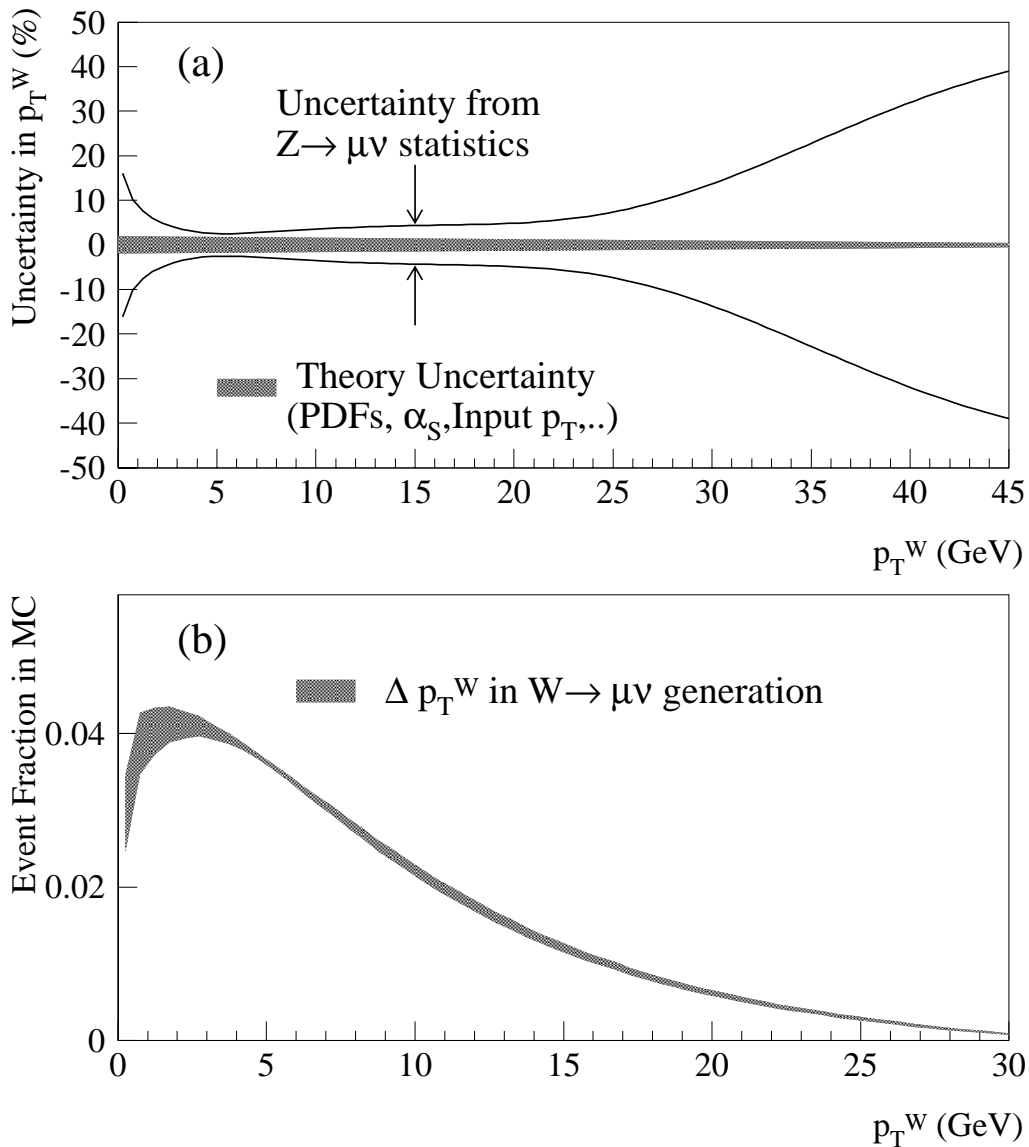 Uncertainty in p_T^W (%)
50
40
30
20
10
0
-10
-20
-30
-40
-50
(a)
Uncertainty from
Z→ μν statistics
Theory Uncertainty
(PDFs, α_S,Input p_T,..)
0 5 10 15 20 25 30 35 40 45
p_T^W (GeV)
Event Fraction in MC
0.04
0.02
0
(b)
Δ p_T^W in W→ μν generation
0 5 10 15 20 25 30
p_T^W (GeV)